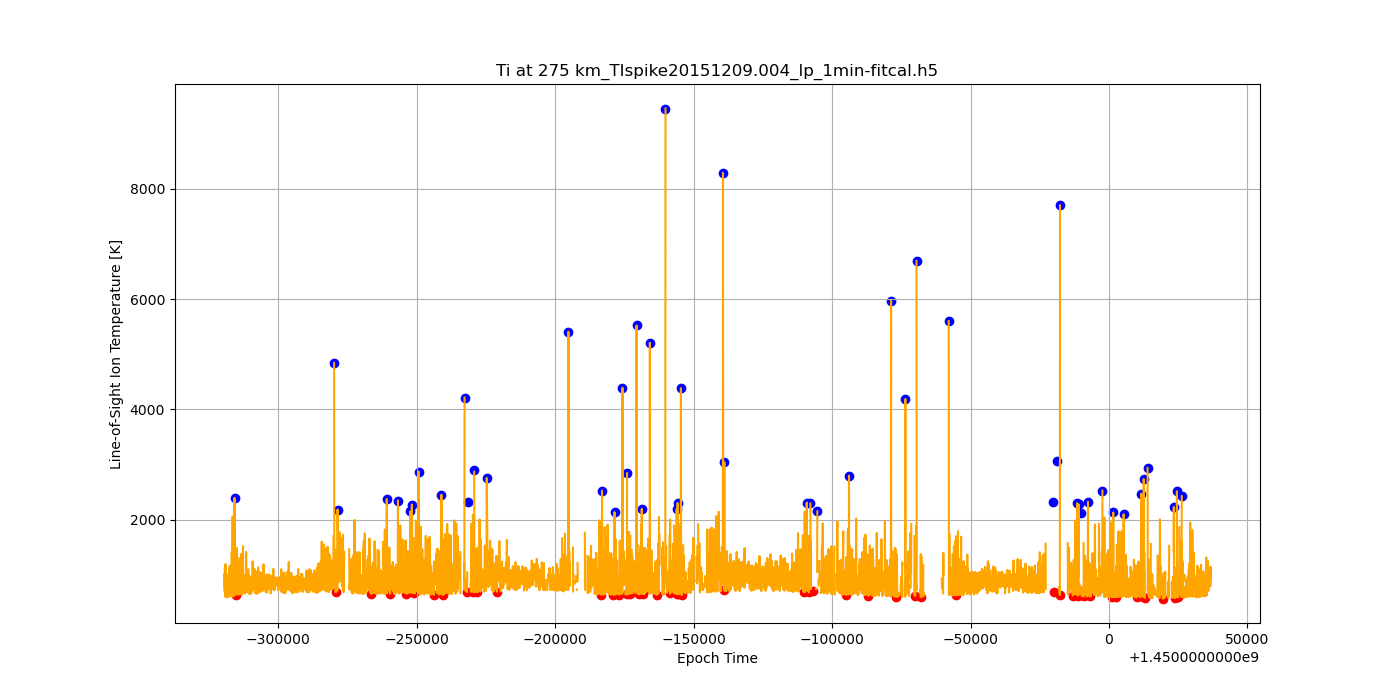 Ti at 275 km_TIspike20151209.004_lp_1min-fitcal.h5
Line-of-Sight Ion Temperature [K]
8000
6000
4000
2000
−300000 −250000 −200000 −150000 −100000 −50000 0 50000
Epoch Time
+1.4500000000e9